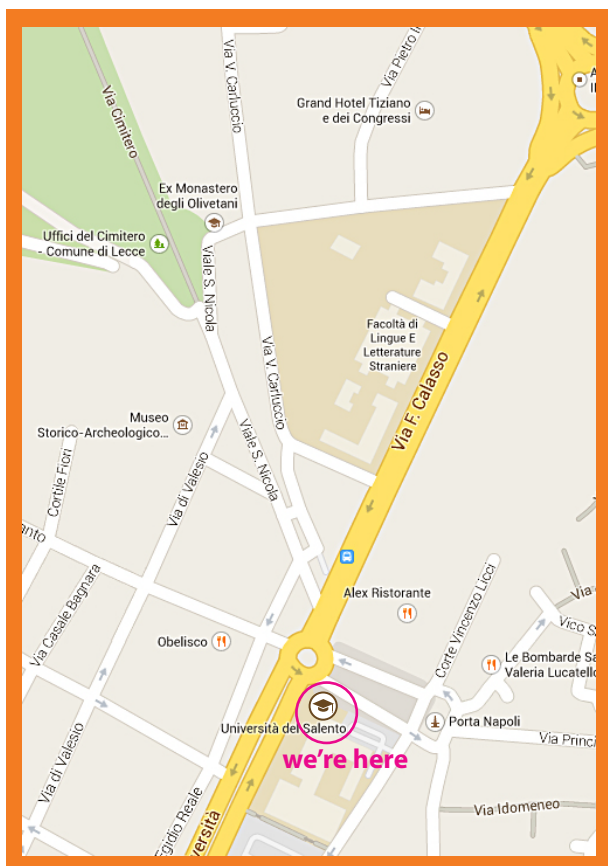 Via Cimitero
Via V. Carluccio
Via Pietro
Grand Hotel Tiziano
e dei Congressi
Ex Monastero
degli Olivetani
Uffici del Cimitero
- Comune di Lecce
Viale S. Nicola
Facoltà di
Lingue E
Letterature
Straniere
Via V. Carluccio
Via F. Calasso
Museo
Storico-Archeologico...
Cortile Fiori
Via di Valesio
Viale S. Nicola
anto
Via Casale Bagnara
Alex Ristorante
Corte Vincenzo Licci
Via
Vico S
Obelisco
Le Bombarde Sa
Valeria Lucatello
Università del Salento
Porta Napoli
we're here
Via Princi
Via di Valesio
Egidio Reale
ersità
Via Idomeneo